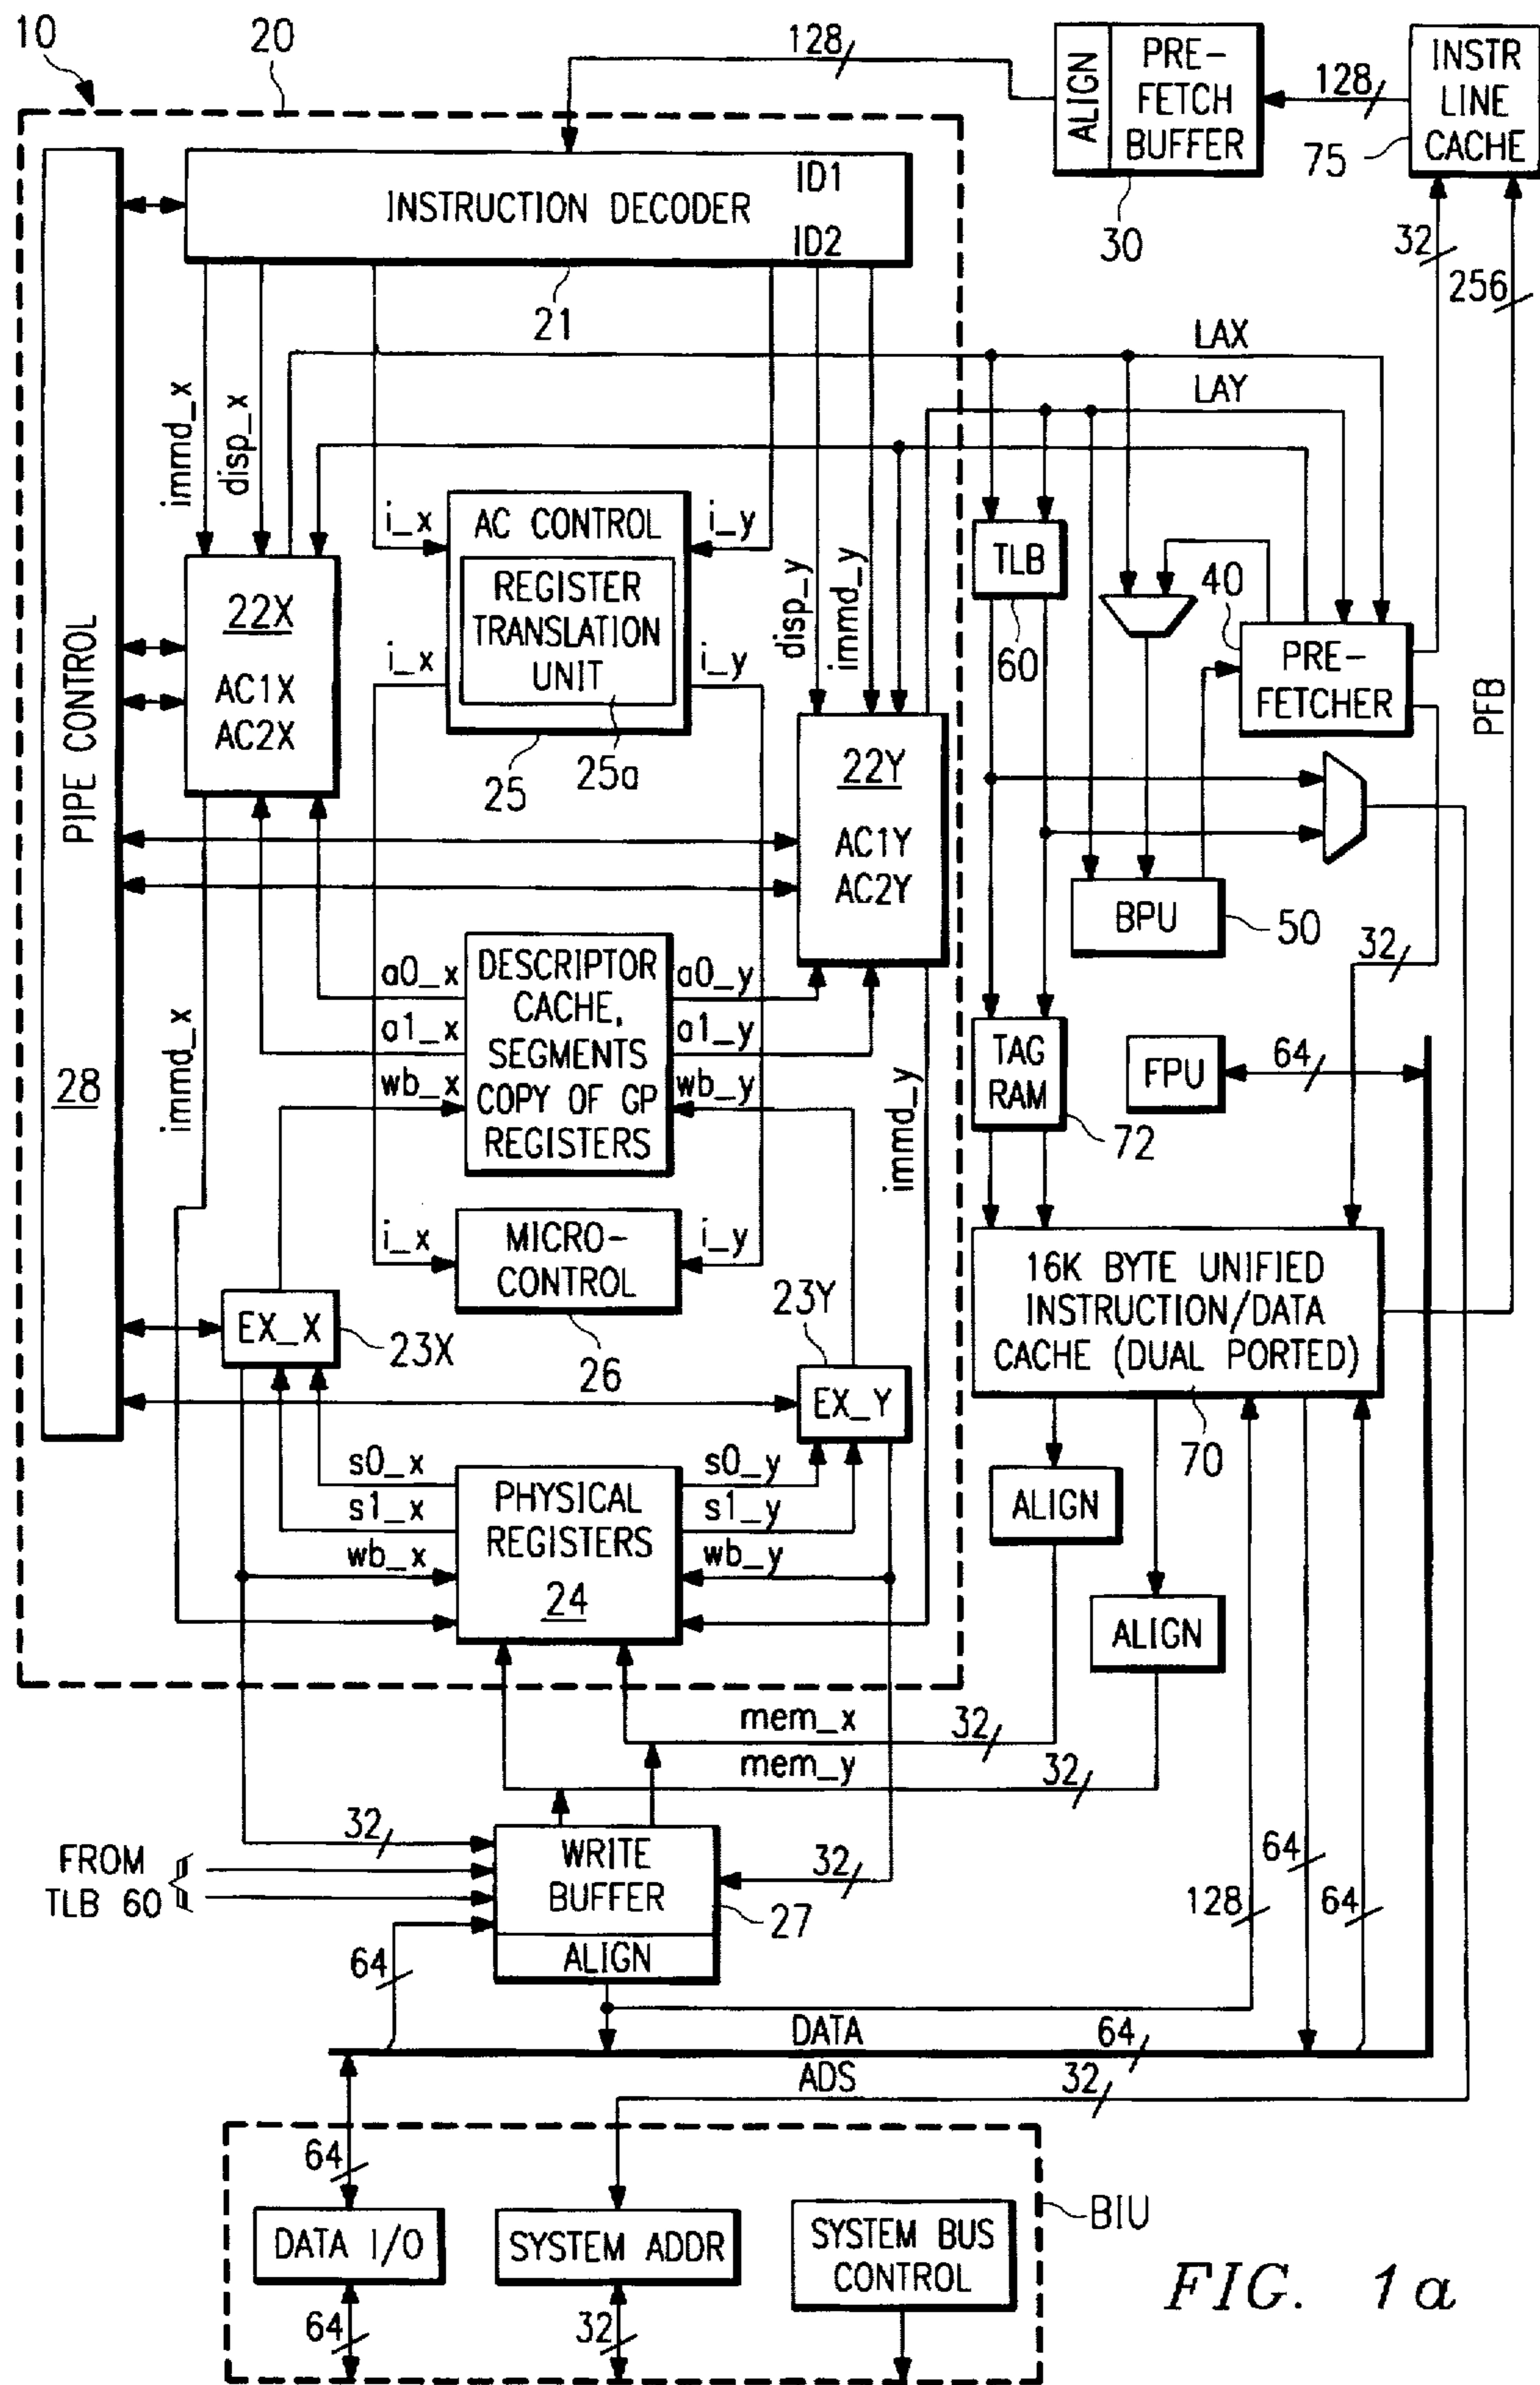 10
20
128
ALIGN
PRE-
FETCH
BUFFER
30
128
INSTR
LINE
CACHE
75
32
256
INSTRUCTION DECODER
ID1
ID2
21
LAX
LAY
immd_x
disp_x
i_x
AC CONTROL
i_y
REGISTER
TRANSLATION
UNIT
i_x
i_y
25
25a
disp_y
immd_y
TLB
60
40
PRE-
FETCHER
PFB
PIPE CONTROL
28
22X
AC1X
AC2X
22Y
AC1Y
AC2Y
BPU
50
32
immd_x
a0_x
a1_x
wb_x
DESCRIPTOR
CACHE,
SEGMENTS
COPY OF GP
REGISTERS
a0_y
a1_y
wb_y
immd_y
TAG
RAM
72
FPU
64
i_x
MICRO-
CONTROL
i_y
26
EX_X
23X
23Y
EX_Y
16K BYTE UNIFIED
INSTRUCTION/DATA
CACHE (DUAL PORTED)
70
s0_x
s1_x
wb_x
PHYSICAL
REGISTERS
24
s0_y
s1_y
wb_y
ALIGN
ALIGN
mem_x
32
mem_y
32
32
FROM
TLB 60
WRITE
BUFFER
ALIGN
27
32
64
128
64
64
DATA
64
ADS
32
64
DATA I/O
64
SYSTEM ADDR
32
SYSTEM BUS
CONTROL
BIU
FIG. 1a